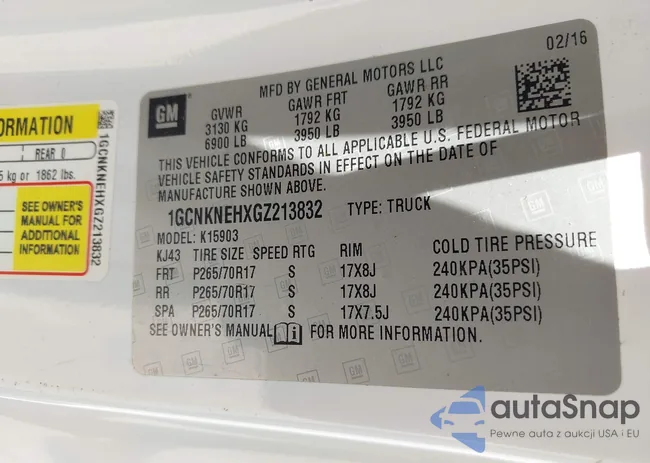 ORMATION
REAR 0
5 kg or 1862 lbs.
SEE OWNER'S
MANUAL FOR
ADDITIONAL
INFORMATION
1GCNKNEHXGZ213832
02/16
GM
MFD BY GENERAL MOTORS LLC
GVWR GAWR FRT GAWR RR
3130 KG 1792 KG 1792 KG
6900 LB 3950 LB 3950 LB
THIS VEHICLE CONFORMS TO ALL APPLICABLE U.S. FEDERAL MOTOR
VEHICLE SAFETY STANDARDS IN EFFECT ON THE DATE OF
MANUFACTURE SHOWN ABOVE.
1GCNKNEHXGZ213832 TYPE: TRUCK
MODEL: K15903
KJ43 TIRE SIZE SPEED RTG RIM COLD TIRE PRESSURE
FRT P265/70R17 S 17X8J 240KPA(35PSI)
RR P265/70R17 S 17X8J 240KPA(35PSI)
SPA P265/70R17 S 17X7.5J 240KPA(35PSI)
SEE OWNER'S MANUAL i FOR MORE INFORMATION.
autaSnap
Pewne auta z aukcji USA i EU